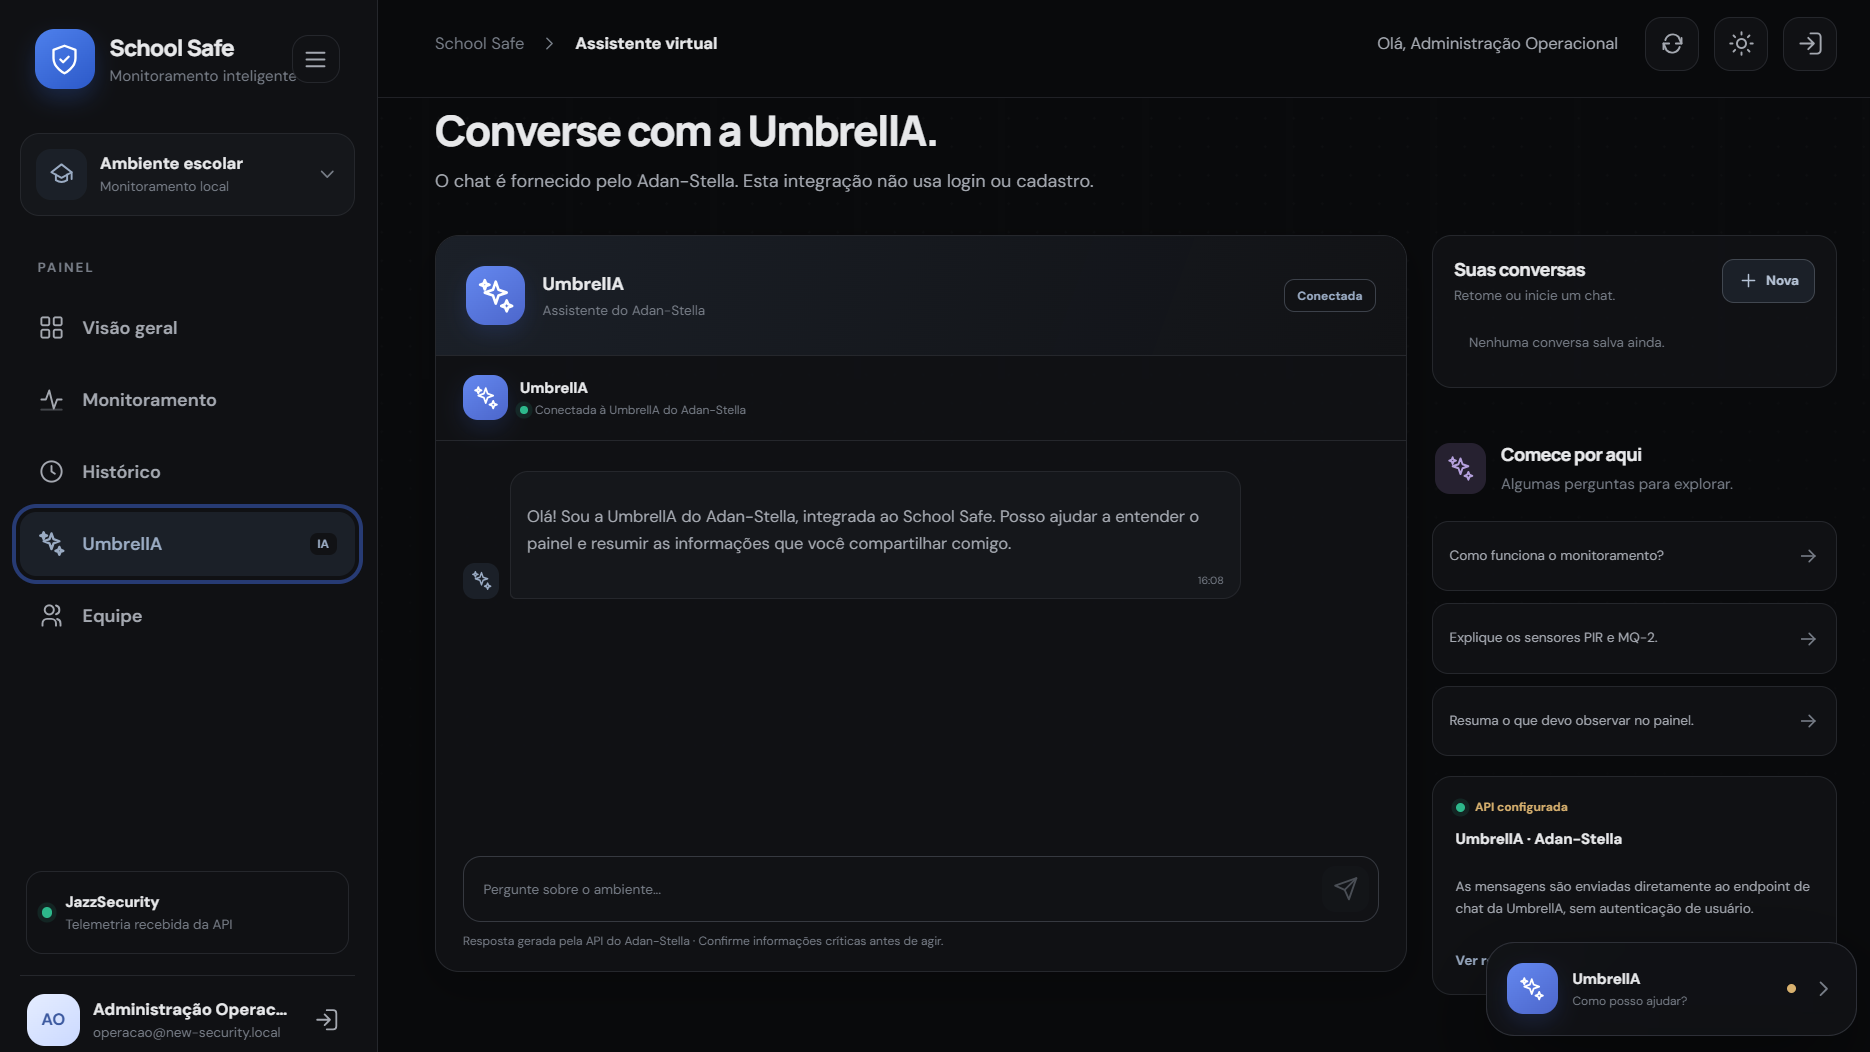 School Safe
Monitoramento inteligente
Ambiente escolar
Monitoramento local
PAINEL
Visão geral
Monitoramento
Histórico
UmbrellA
IA
Equipe
JazzSecurity
Telemetria recebida da API
AO
Administração Operac...
operacao@new-security.local
School Safe
Assistente virtual
Olá, Administração Operacional
Converse com a UmbrellA.
O chat é fornecido pelo Adan-Stella. Esta integração não usa login ou cadastro.
UmbrellA
Assistente do Adan-Stella
Conectada
UmbrellA
Conectada à UmbrellA do Adan-Stella
Olá! Sou a UmbrellA do Adan-Stella, integrada ao School Safe. Posso ajudar a entender o
painel e resumir as informações que você compartilhar comigo.
16:08
Pergunte sobre o ambiente...
Resposta gerada pela API do Adan-Stella · Confirme informações críticas antes de agir.
Suas conversas
Retome ou inicie um chat.
Nova
Nenhuma conversa salva ainda.
Comece por aqui
Algumas perguntas para explorar.
Como funciona o monitoramento?
Explique os sensores PIR e MQ-2.
Resuma o que devo observar no painel.
API configurada
UmbrellA · Adan-Stella
As mensagens são enviadas diretamente ao endpoint de
chat da UmbrellA, sem autenticação de usuário.
Ver
UmbrellA
Como posso ajudar?